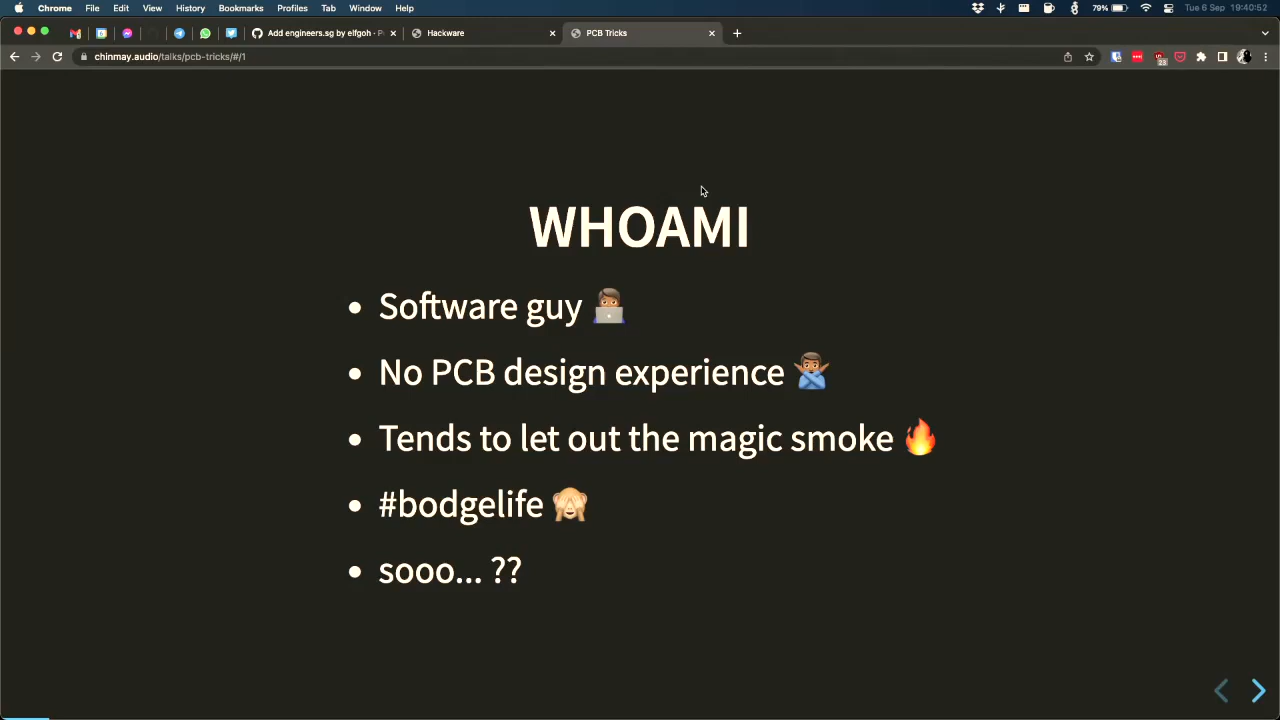 Chrome File Edit View History Bookmarks Profiles Tab Window Help 79% Tue 6 Sep 19:40:52
Add engineers.sg by elfgoh · P Hackware PCB Tricks
chinmay.audio/talks/pcb-tricks/#/1 23
WHOAMI
• Software guy
• No PCB design experience
• Tends to let out the magic smoke
• #bodgelife
• sooo... ??